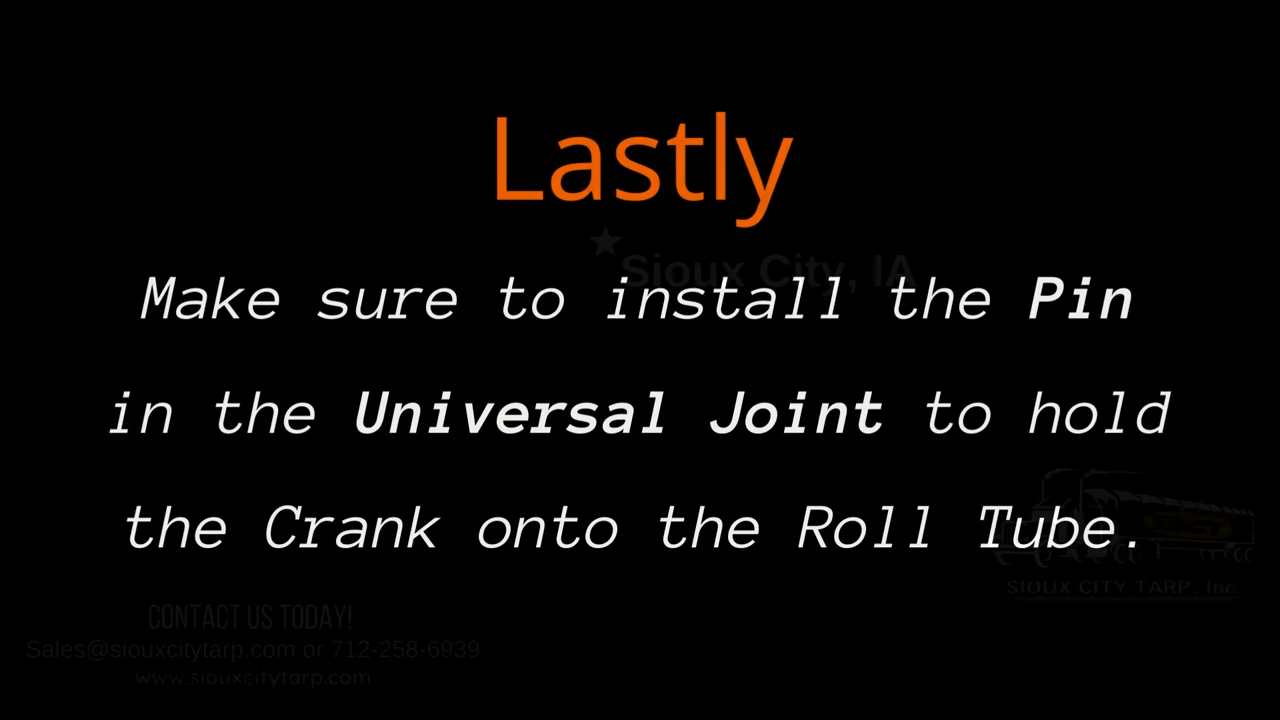 Lastly
★Sioux City, IA
Make sure to install the Pin
in the Universal Joint to hold
the Crank onto the Roll Tube.
SIOUX CITY TARP, Inc
CONTACT US TODAY!
Sales@siouxcitytarp.com or 712-258-6939
www.siouxcitytarp.com